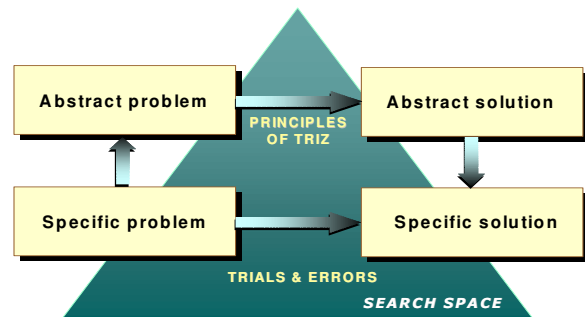 Abstract problem
Abstract solution
PRINCIPLES
OF TRIZ
Specific problem
Specific solution
TRIALS & ERRORS
SEARCH SPACE